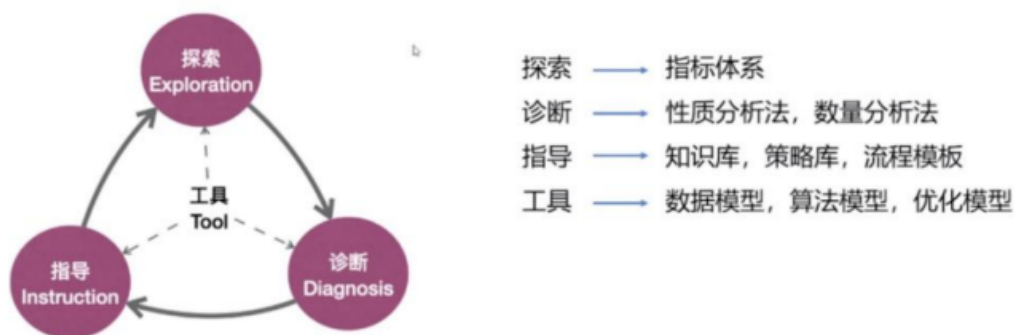 探索
Exploration
工具
Tool
指导
Instruction
诊断
Diagnosis
探索 → 指标体系
诊断 → 性质分析法，数量分析法
指导 → 知识库，策略库，流程模板
工具 → 数据模型，算法模型，优化模型